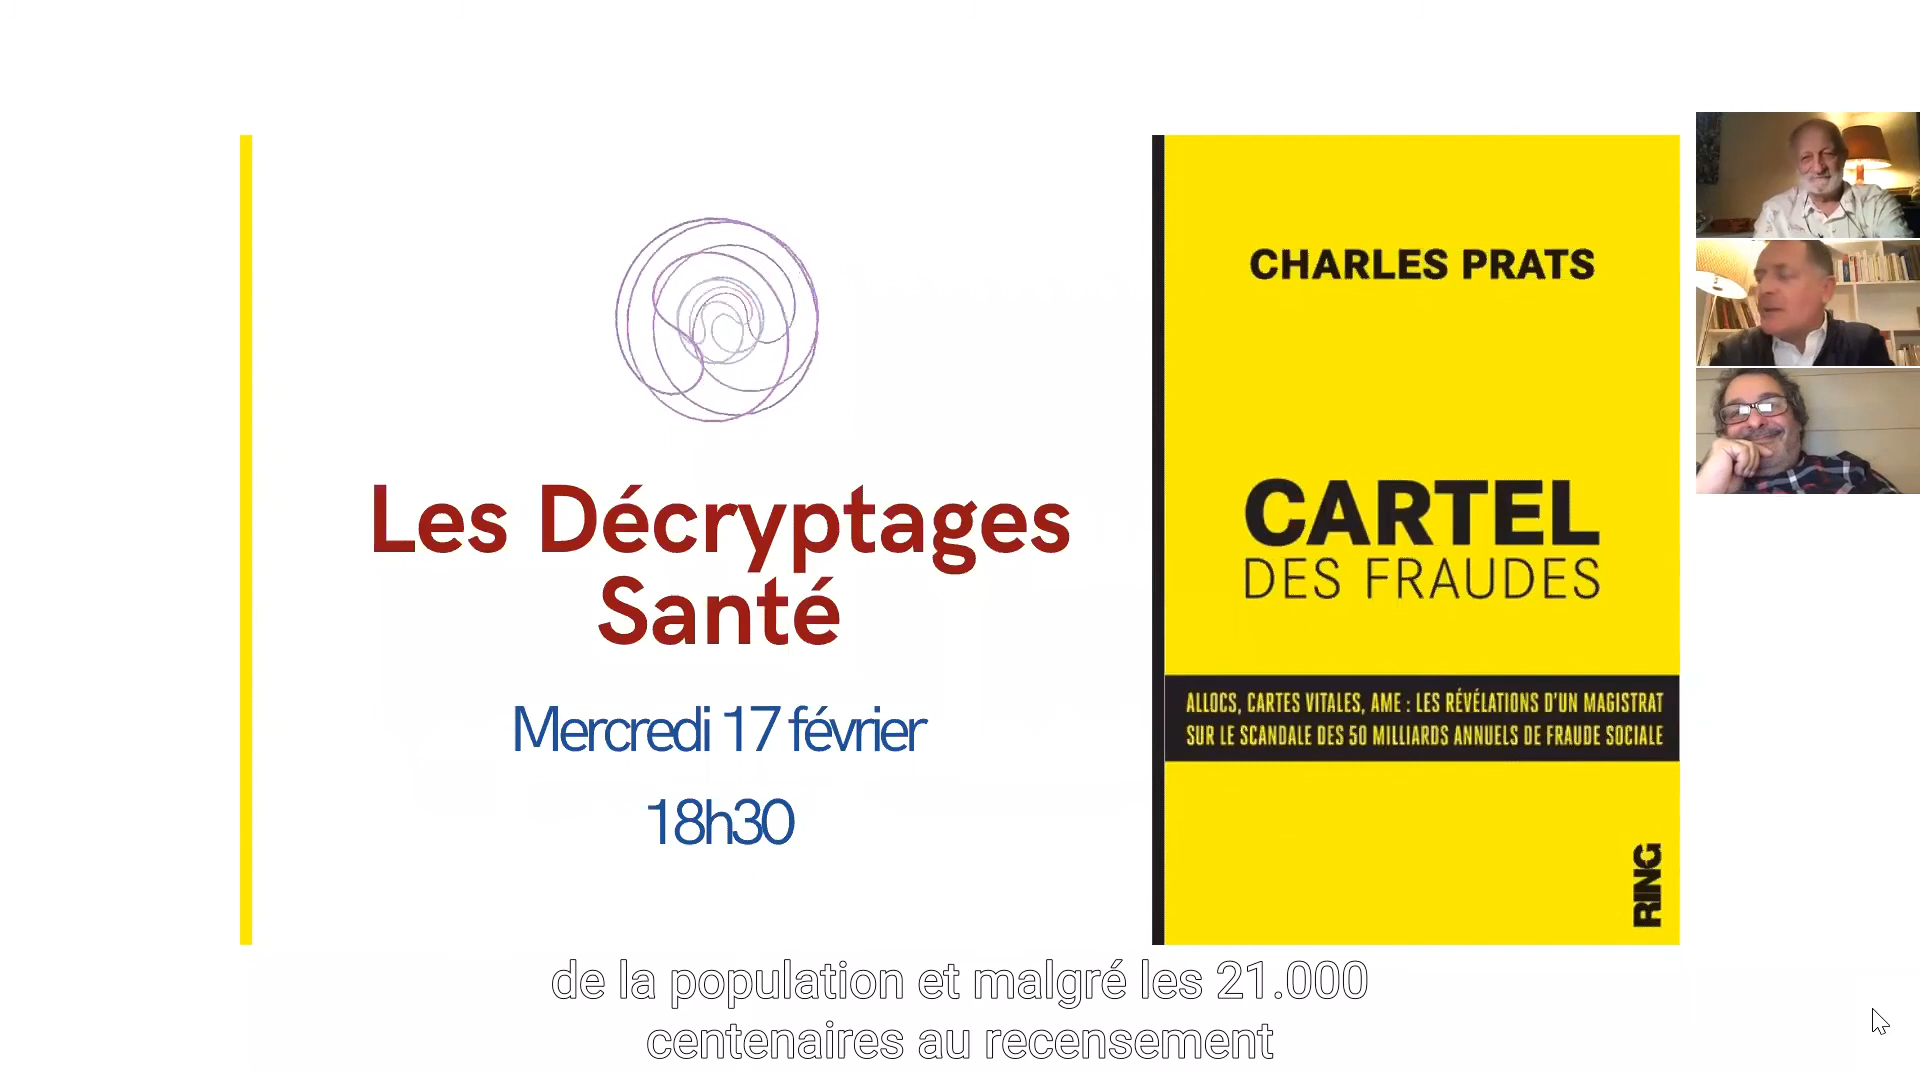 Les Décryptages
Santé
Mercredi 17 février
18h30
CHARLES PRATS
CARTEL
DES FRAUDES
ALLOCS, CARTES VITALES, AME : LES RÉVÉLATIONS D'UN MAGISTRAT
SUR LE SCANDALE DES 50 MILLIARDS ANNUELS DE FRAUDE SOCIALE
RING
de la population et malgré les 21.000
centenaires au recensement